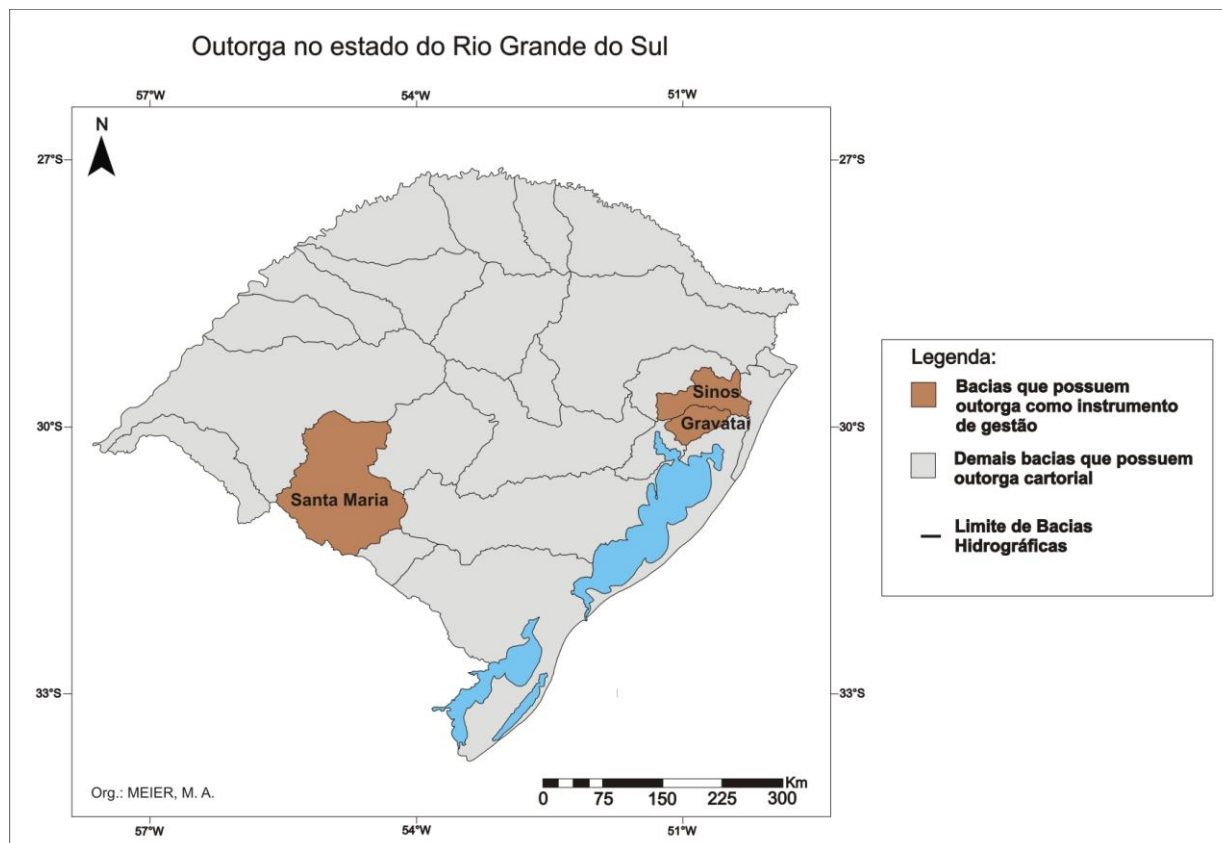 Outorga no estado do Rio Grande do Sul
57°W 54°W 51°W
N
27°S 27°S
30°S 30°S
33°S 33°S
Sinos
Gravataí
Santa Maria
Legenda:
Bacias que possuem
outorga como instrumento
de gestão
Demais bacias que possuem
outorga cartorial
Limite de Bacias
Hidrográficas
Km
0 75 150 225 300
Org.: MEIER, M. A.
57°W 54°W 51°W